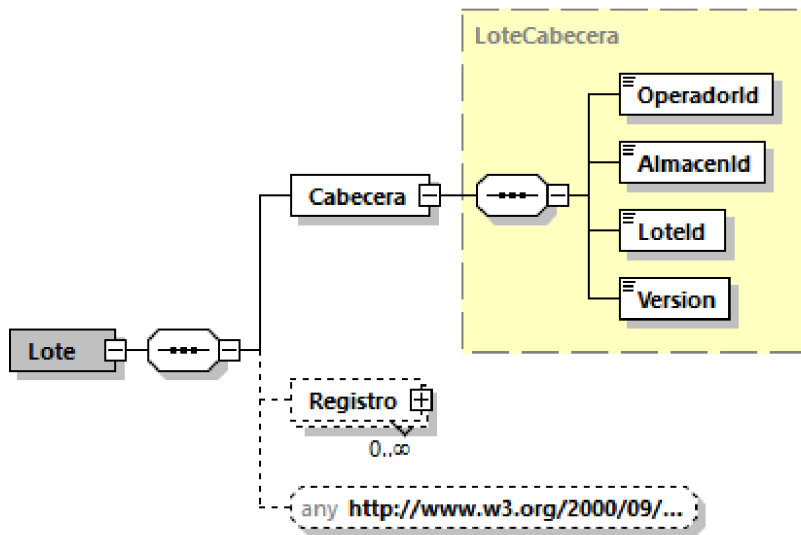 LoteCabecera
OperadorId
AlmacenId
Cabecera
LoteId
Version
Lote
Registro
0..∞
any http://www.w3.org/2000/09/...